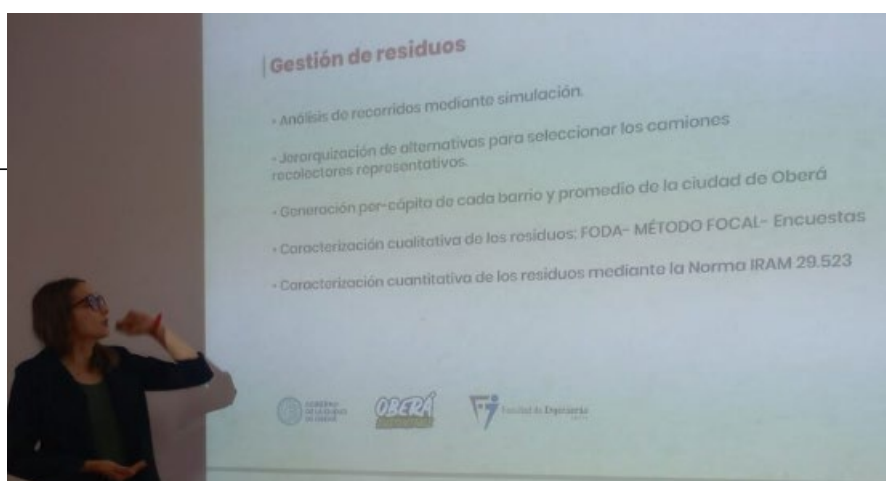 Gestión de residuos
- Análisis de recorridos mediante simulación.
- Jerarquización de alternativas para seleccionar los camiones
recolectores representativos.
- Generación per-cápita de cada barrio y promedio de la ciudad de Oberá
- Caracterización cualitativa de los residuos: FODA- MÉTODO FOCAL- Encuestas
- Caracterización cuantitativa de los residuos mediante la Norma IRAM 29.523
OBERÁ
Facultad de Ingeniería